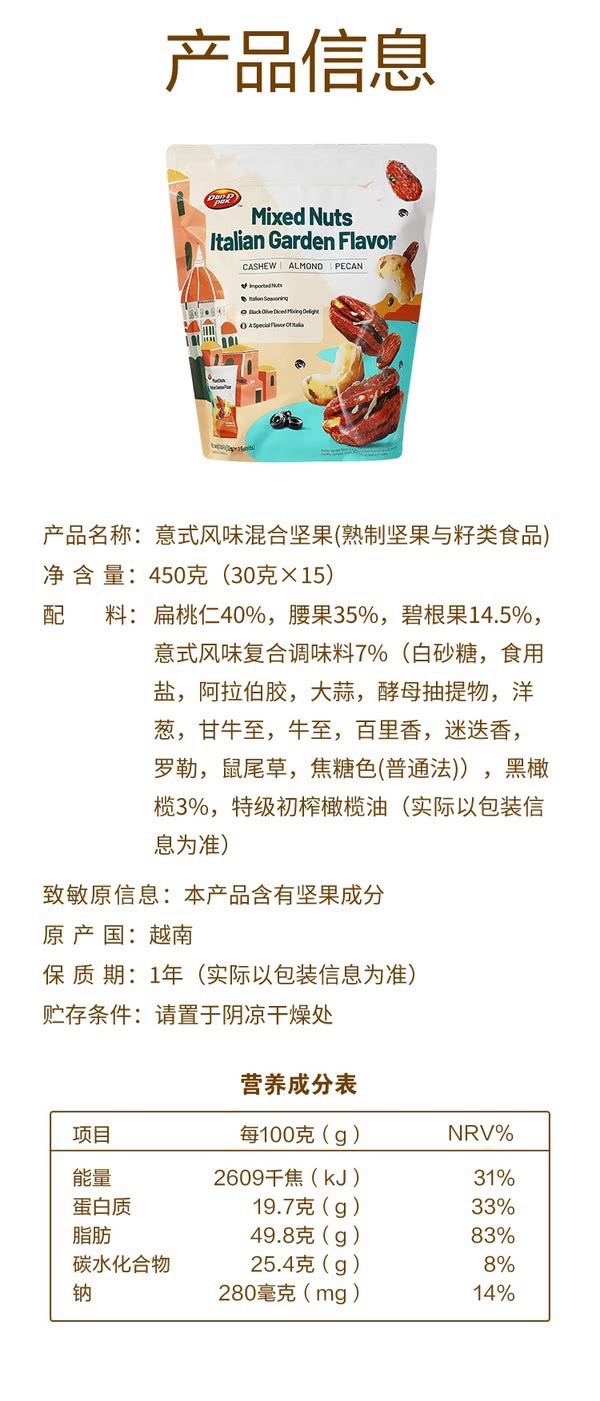 产品信息
Dan-D Pak
Mixed Nuts
Italian Garden Flavor
CASHEW | ALMOND | PECAN
Imported Nuts
Italian Seasoning
Black Olive Diced Mixing Delight
A Special Flavor Of Italia
Mixed Nuts
Italian Garden Flavor
产品名称：意式风味混合坚果(熟制坚果与籽类食品)
净 含 量：450克（30克×15）
配 料：扁桃仁40%，腰果35%，碧根果14.5%，
意式风味复合调味料7%（白砂糖，食用
盐，阿拉伯胶，大蒜，酵母抽提物，洋
葱，甘牛至，牛至，百里香，迷迭香，
罗勒，鼠尾草，焦糖色(普通法)），黑橄
榄3%，特级初榨橄榄油（实际以包装信
息为准）
致敏原信息：本产品含有坚果成分
原 产 国：越南
保 质 期：1年（实际以包装信息为准）
贮存条件：请置于阴凉干燥处
营养成分表
项目 每100克（g） NRV%
能量 2609千焦（kJ） 31%
蛋白质 19.7克（g） 33%
脂肪 49.8克（g） 83%
碳水化合物 25.4克（g） 8%
钠 280毫克（mg） 14%